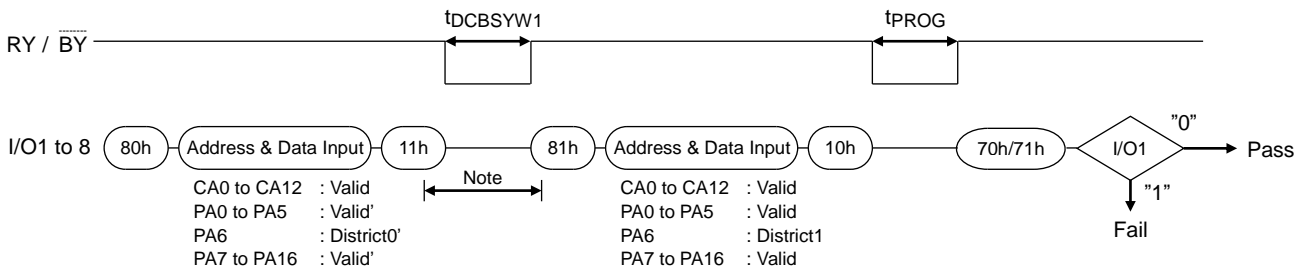 tDCBSYW1
tPROG
RY / BY
I/O1 to 8
80h
Address & Data Input
11h
81h
Address & Data Input
10h
70h/71h
I/O1
"0"
Pass
Note
"1"
Fail
CA0 to CA12 : Valid
PA0 to PA5 : Valid'
PA6 : District0'
PA7 to PA16 : Valid'
CA0 to CA12 : Valid
PA0 to PA5 : Valid
PA6 : District1
PA7 to PA16 : Valid